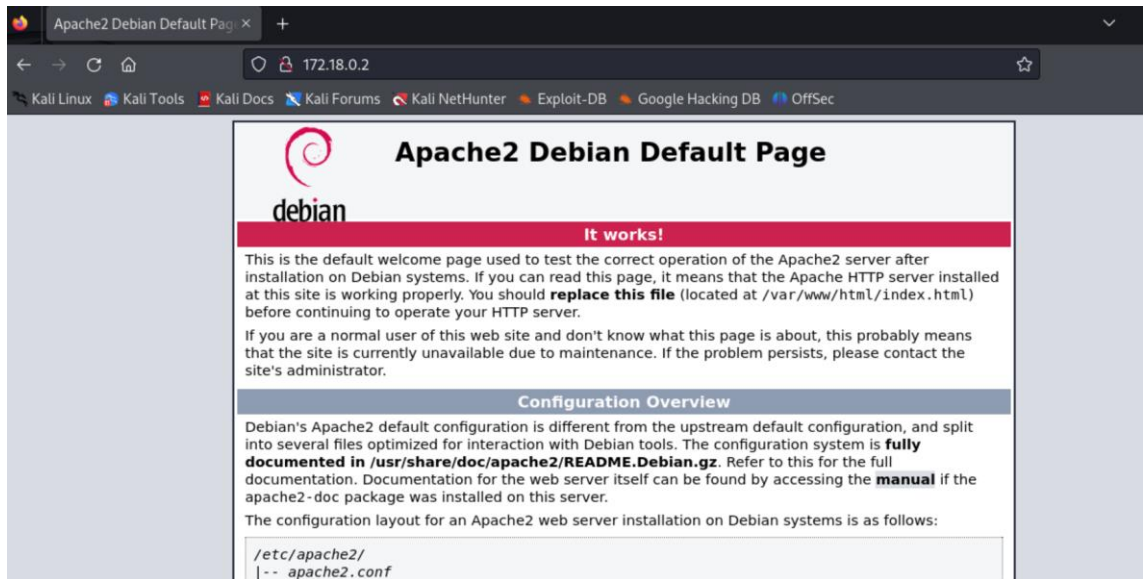 Apache2 Debian Default Pag
172.18.0.2
Kali Linux Kali Tools Kali Docs Kali Forums Kali NetHunter Exploit-DB Google Hacking DB OffSec
debian
Apache2 Debian Default Page
It works!
This is the default welcome page used to test the correct operation of the Apache2 server after
installation on Debian systems. If you can read this page, it means that the Apache HTTP server installed
at this site is working properly. You should replace this file (located at /var/www/html/index.html)
before continuing to operate your HTTP server.
If you are a normal user of this web site and don't know what this page is about, this probably means
that the site is currently unavailable due to maintenance. If the problem persists, please contact the
site's administrator.
Configuration Overview
Debian's Apache2 default configuration is different from the upstream default configuration, and split
into several files optimized for interaction with Debian tools. The configuration system is fully
documented in /usr/share/doc/apache2/README.Debian.gz. Refer to this for the full
documentation. Documentation for the web server itself can be found by accessing the manual if the
apache2-doc package was installed on this server.
The configuration layout for an Apache2 web server installation on Debian systems is as follows:
/etc/apache2/
|-- apache2.conf